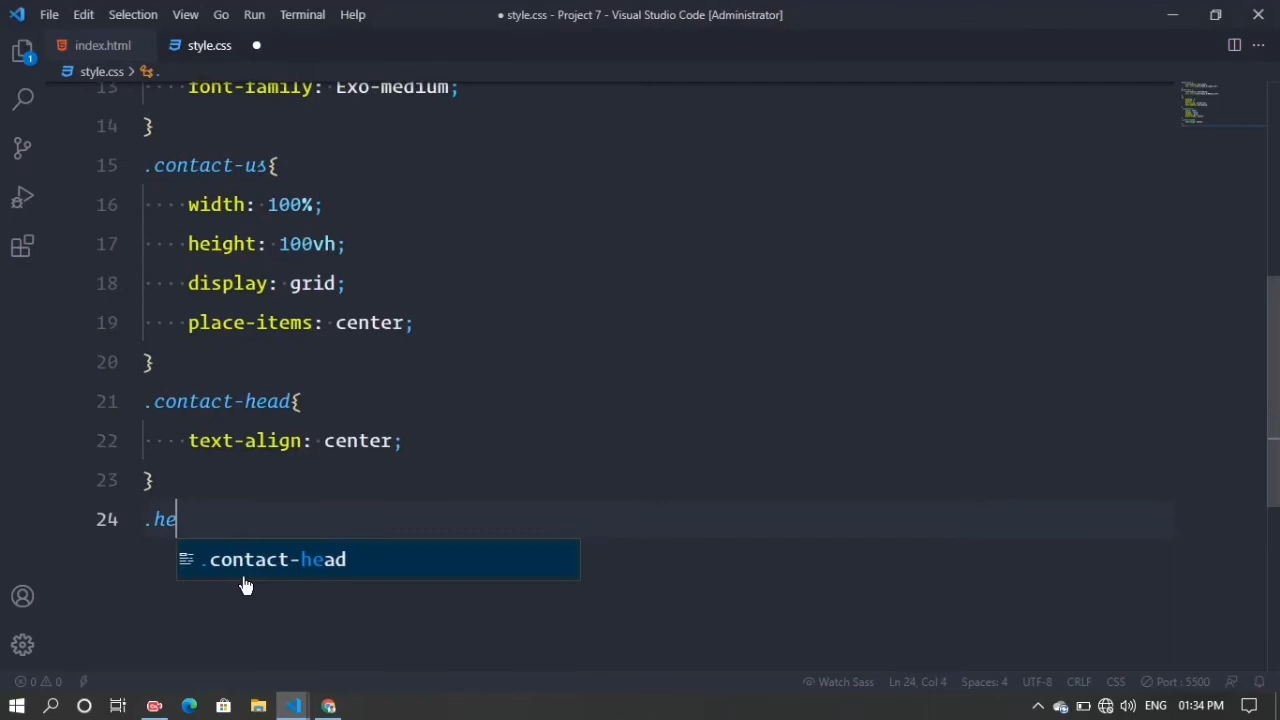 File Edit Selection View Go Run Terminal Help
● style.css - Project 7 - Visual Studio Code [Administrator]
index.html
style.css
style.css > .
1
13 font-family: Exo-medium;
14 }
15 .contact-us{
16 width: 100%;
17 height: 100vh;
18 display: grid;
19 place-items: center;
20 }
21 .contact-head{
22 text-align: center;
23 }
24 .he
.contact-head
0 0 Watch Sass Ln 24, Col 4 Spaces: 4 UTF-8 CRLF CSS Port : 5500
ENG 01:34 PM